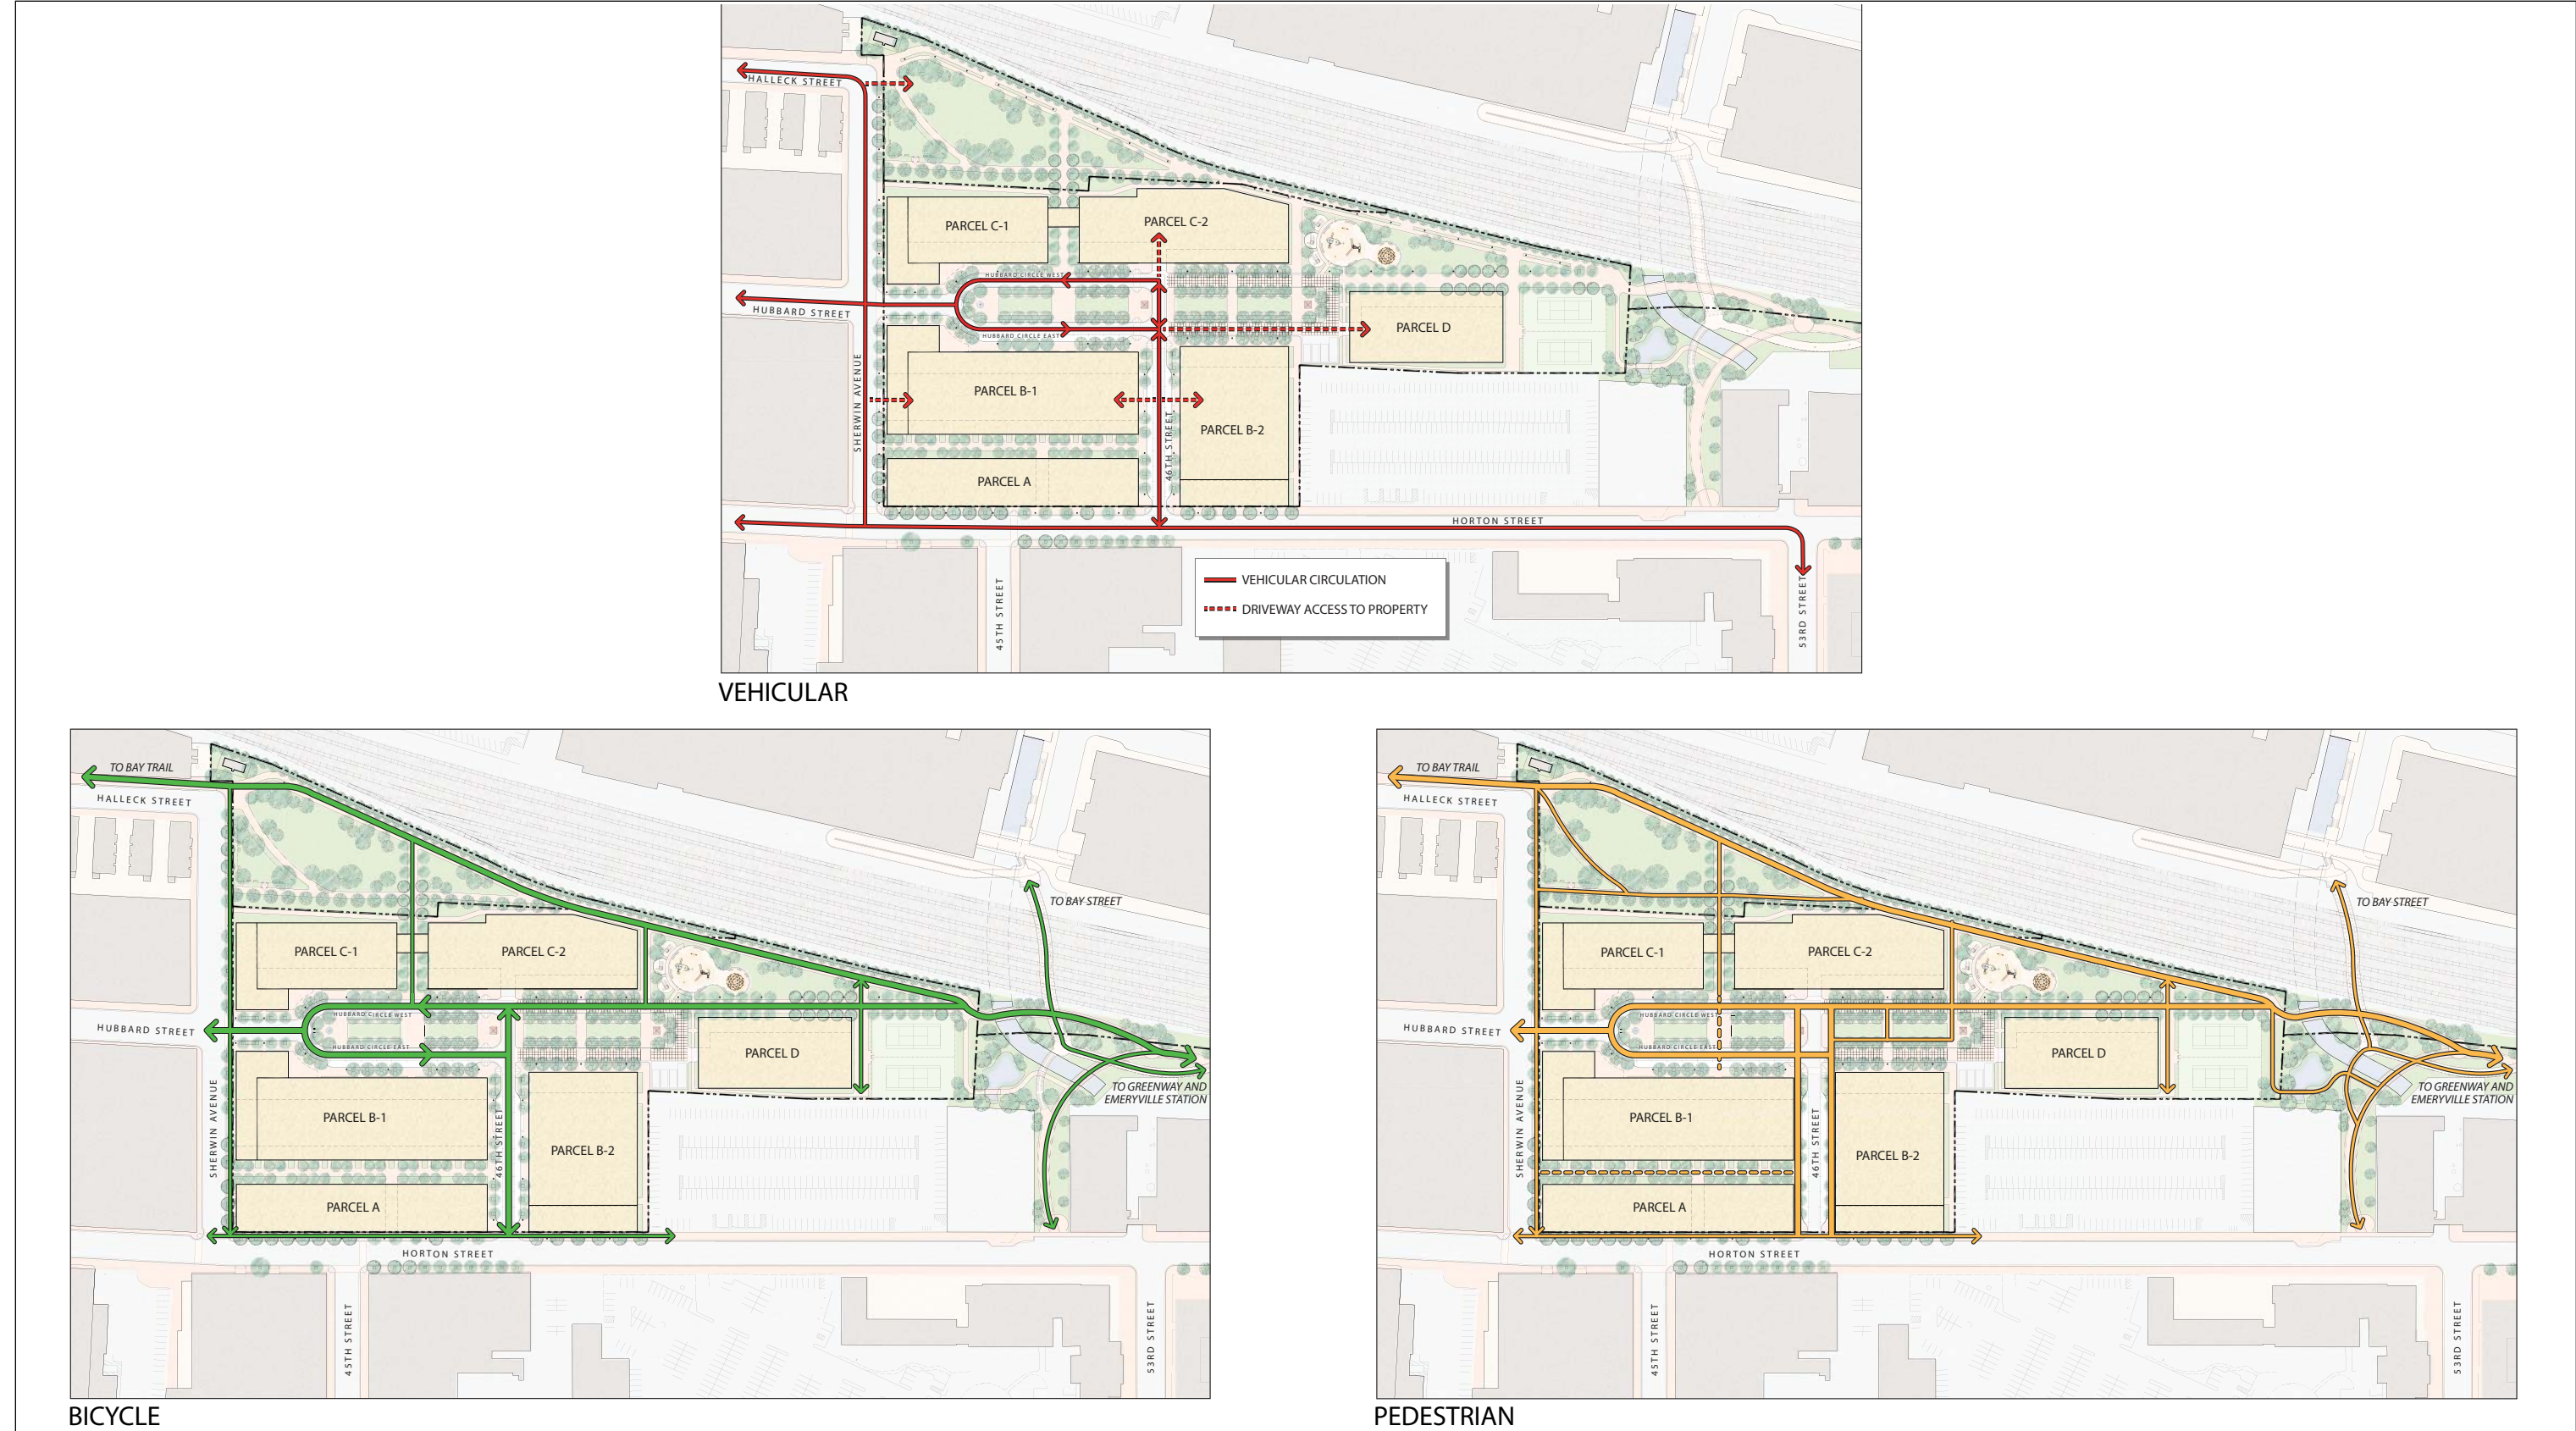 HALLECK STREET
PARCEL C-1
PARCEL C-2
HUBBARD CIRCLE WEST
HUBBARD STREET
HUBBARD CIRCLE EAST
PARCEL D
SHERWIN AVENUE
PARCEL B-1
46TH STREET
PARCEL B-2
PARCEL A
HORTON STREET
45TH STREET
VEHICULAR CIRCULATION
DRIVEWAY ACCESS TO PROPERTY
53RD STREET
VEHICULAR
TO BAY TRAIL
HALLECK STREET
TO BAY STREET
PARCEL C-1
PARCEL C-2
HUBBARD CIRCLE WEST
HUBBARD STREET
HUBBARD CIRCLE EAST
PARCEL D
TO GREENWAY AND
EMERYVILLE STATION
SHERWIN AVENUE
PARCEL B-1
46TH STREET
PARCEL B-2
PARCEL A
HORTON STREET
45TH STREET
53RD STREET
BICYCLE
TO BAY TRAIL
HALLECK STREET
TO BAY STREET
PARCEL C-1
PARCEL C-2
HUBBARD CIRCLE WEST
HUBBARD STREET
HUBBARD CIRCLE EAST
PARCEL D
TO GREENWAY AND
EMERYVILLE STATION
SHERWIN AVENUE
PARCEL B-1
46TH STREET
PARCEL B-2
PARCEL A
HORTON STREET
45TH STREET
53RD STREET
PEDESTRIAN